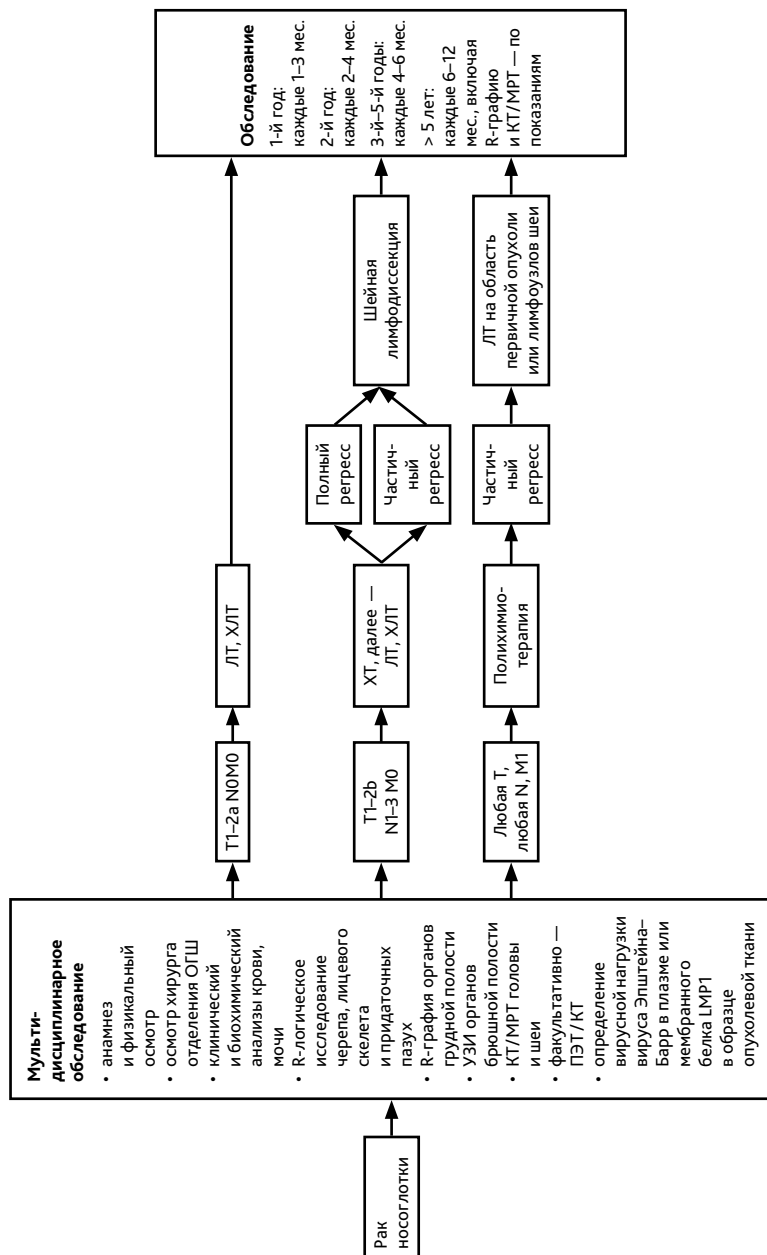 Рак
носоглотки
Мульти-
дисциплинарное
обследование
• анамнез
и физикальный
осмотр
• осмотр хирурга
отделения ОГШ
• клинический
и биохимический
анализы крови,
мочи
• R-логическое
исследование
черепа, лицевого
скелета
и придаточных
пазух
• R-графия органов
грудной полости
• УЗИ органов
брюшной полости
• КТ/МРТ головы
и шеи
• факультативно —
ПЭТ / КТ
• определение
вирусной нагрузки
вируса Эпштейна–
Барр в плазме или
мембранного
белка LMP1
в образце
опухолевой ткани
T1–2a N0M0
ЛТ, ХЛТ
T1–2b
N1–3 M0
ХТ, далее —
ЛТ, ХЛТ
Полный
регресс
Частич-
ный
регресс
Шейная
лимфодиссекция
Любая T,
любая N, M1
Полихимио-
терапия
Частич-
ный
регресс
ЛТ на область
первичной опухоли
или лимфоузлов шеи
Обследование
1-й год:
каждые 1–3 мес.
2-й год:
каждые 2–4 мес.
3-й–5-й годы:
каждые 4–6 мес.
> 5 лет:
каждые 6–12
мес., включая
R-графию
и КТ/МРТ — по
показаниям